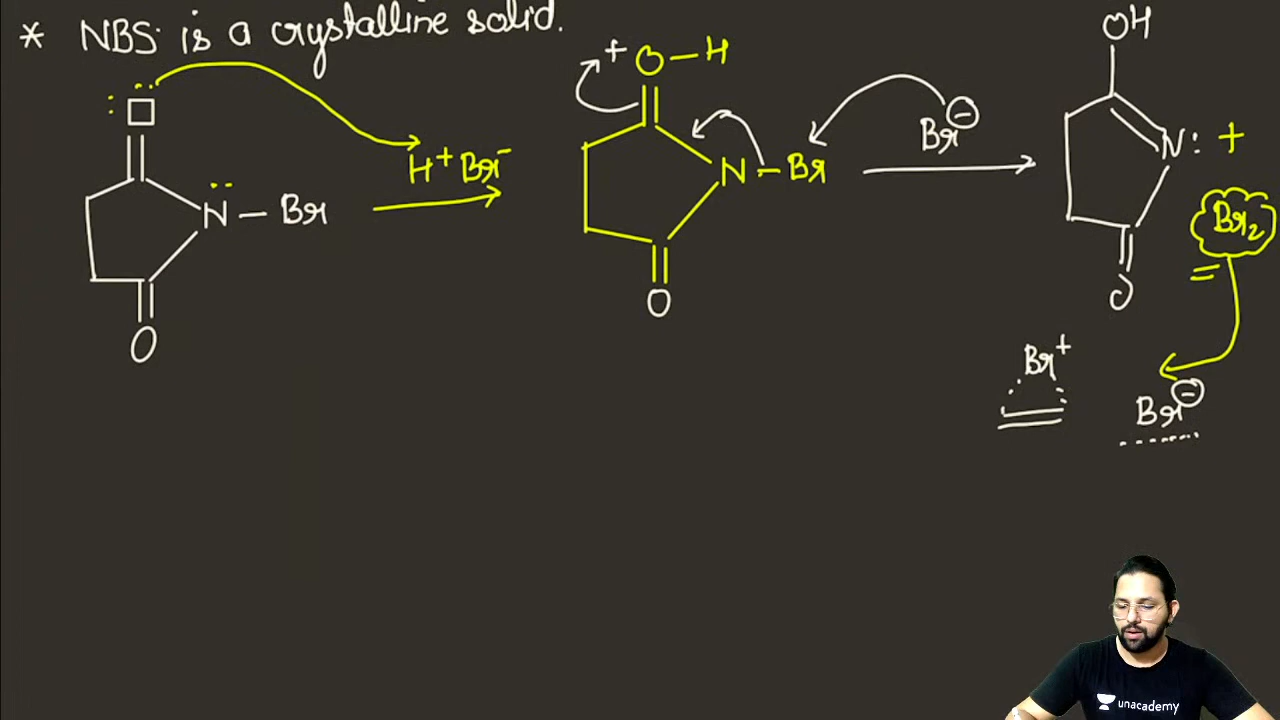 * NBS is a crystalline solid.
OH
+ O-H
Br⊖
H⁺ Br⁻
N-Br
N: +
N - Br
Br₂
O
O
O
Br⁺
Br⊖
unacademy